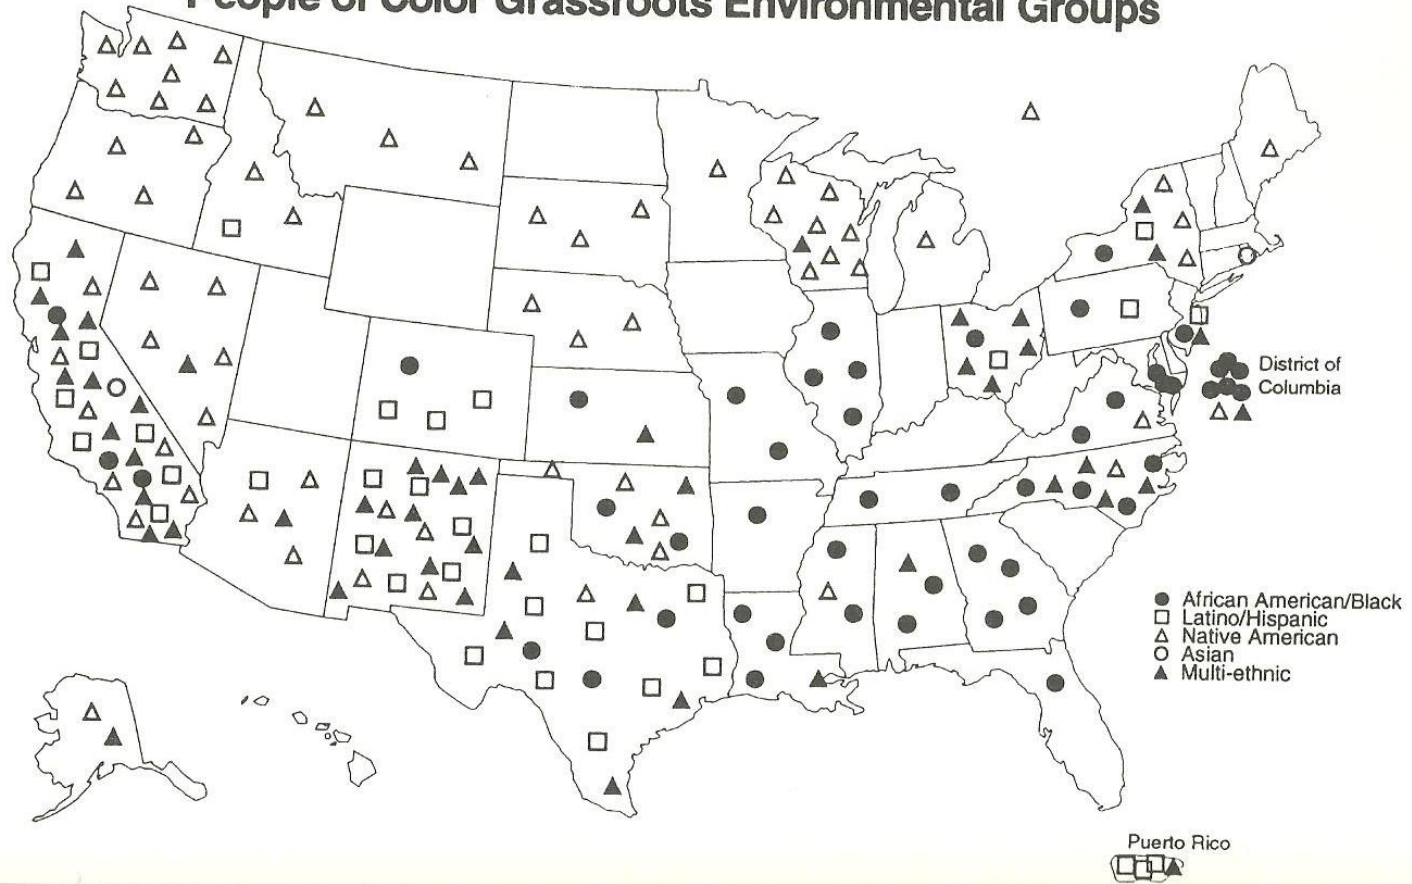 People of Color Grassroots Environmental Groups
District of
Columbia
African American/Black
Latino/Hispanic
Native American
Asian
Multi-ethnic
Puerto Rico